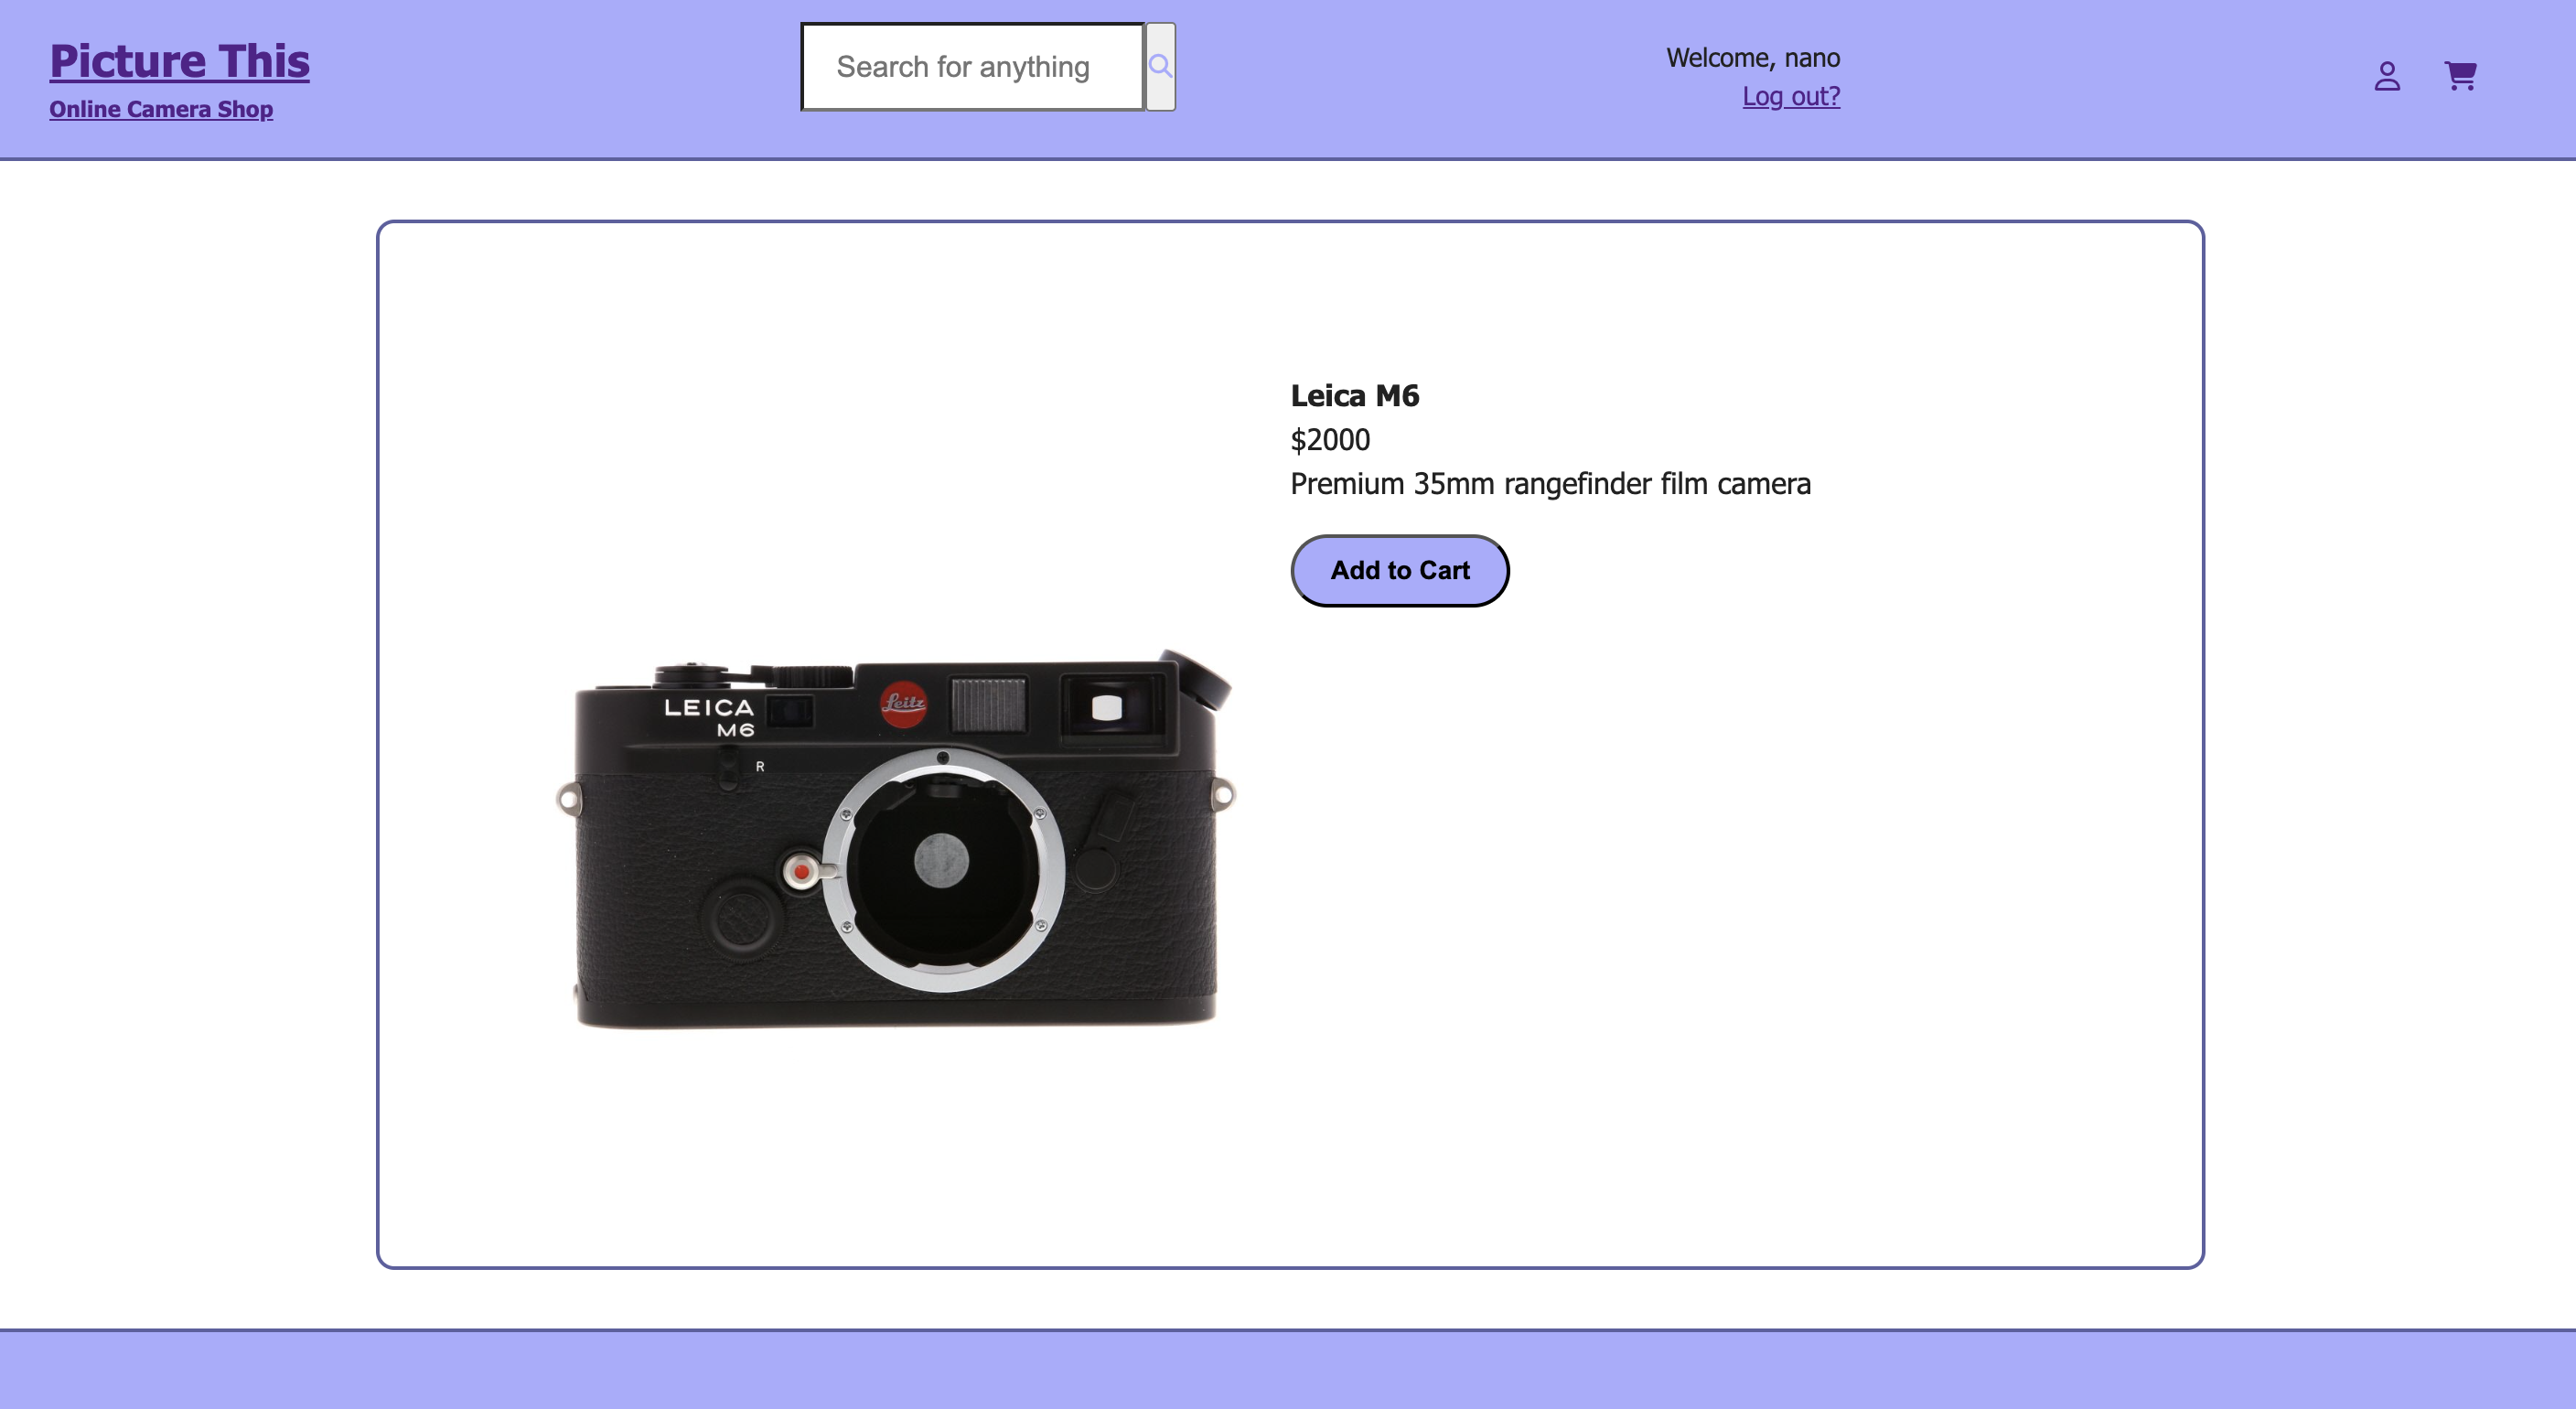 Picture This
Online Camera Shop
Search for anything
Welcome, nano
Log out?
Leica M6
$2000
Premium 35mm rangefinder film camera
Add to Cart
LEICA
M6
Leitz
R